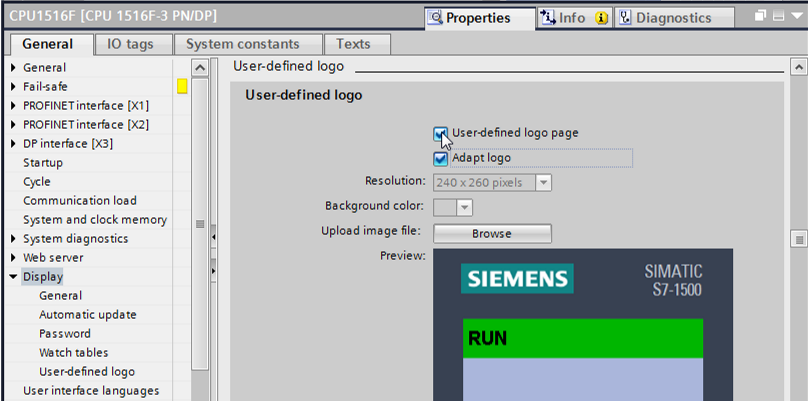 CPU1516F [CPU 1516F-3 PN/DP]
Properties
Info
Diagnostics
General
IO tags
System constants
Texts
General
Fail-safe
PROFINET interface [X1]
PROFINET interface [X2]
DP interface [X3]
Startup
Cycle
Communication load
System and clock memory
System diagnostics
Web server
Display
General
Automatic update
Password
Watch tables
User-defined logo
User interface languages
User-defined logo
User-defined logo
User-defined logo page
Adapt logo
Resolution: 240 x 260 pixels
Background color:
Upload image file: Browse
Preview:
SIEMENS
SIMATIC
S7-1500
RUN